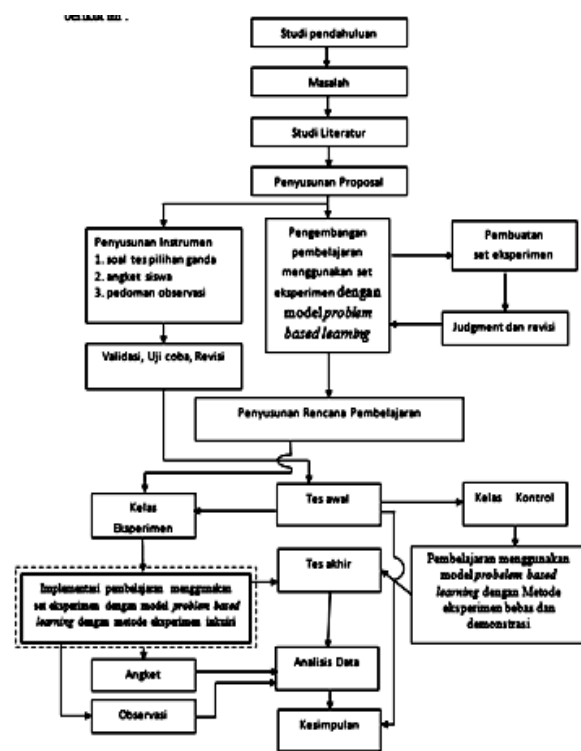 berikut ini :
Studi pendahuluan
Masalah
Studi Literatur
Penyusunan Proposal
Penyusunan Instrumen
1. soal tes pilihan ganda
2. angket siswa
3. pedoman observasi
Pengembangan
pembelajaran
menggunakan set
eksperimen dengan
model problem
based learning
Pembuatan
set eksperimen
Judgment dan revisi
Validasi, Uji coba, Revisi
Penyusunan Rencana Pembelajaran
Kelas
Eksperimen
Tes awal
Kelas Kontrol
Implementasi pembelajaran menggunakan
set eksperimen dengan model problem based
learning dengan metode eksperimen inkuiri
Tes akhir
Pembelajaran menggunakan
model probelem based
learning dengan Metode
eksperimen bebas dan
demonstrasi
Angket
Analisis Data
Observasi
Kesimpulan